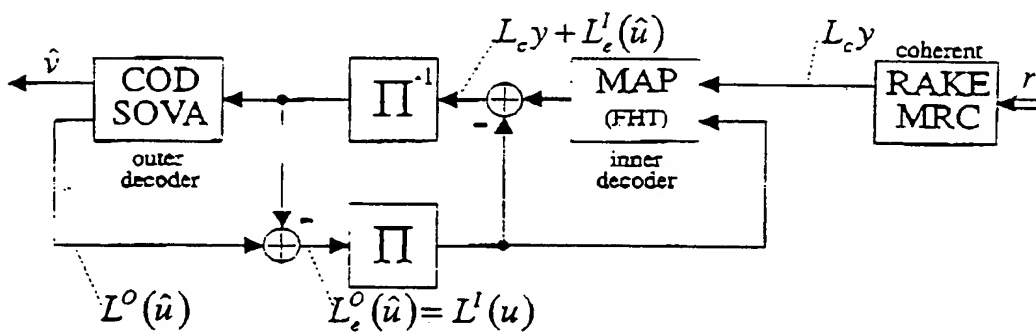 v̂
COD
SOVA
outer
decoder
Π⁻¹
L_c y + L_e^I(û)
-
MAP
(FHT)
inner
decoder
L_c y
coherent
RAKE
MRC
r
-
Π
L^O(û)
L_e^O(û) = L^I(u)